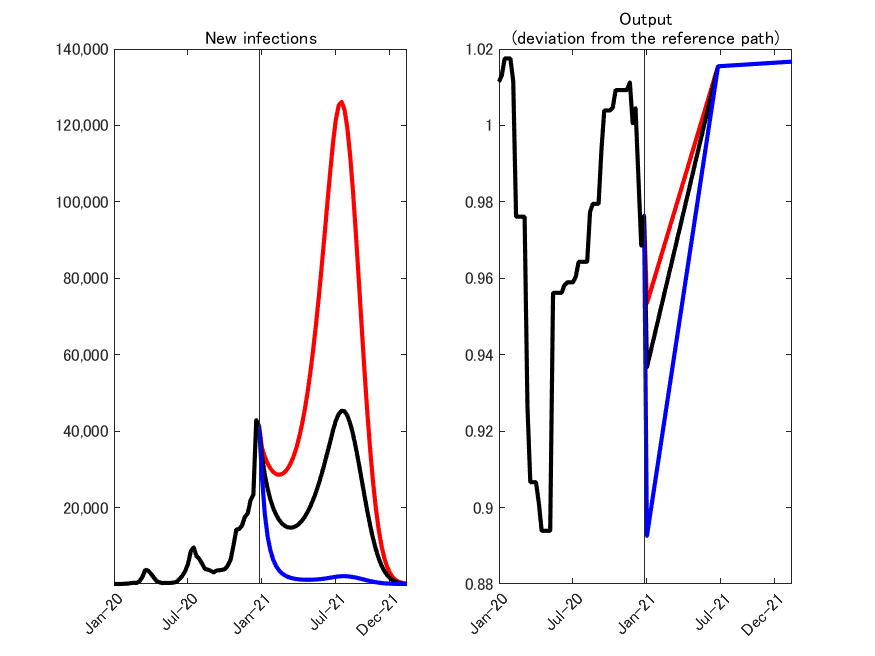 New infections
140,000
120,000
100,000
80,000
60,000
40,000
20,000
Jan-20
Jul-20
Jan-21
Jul-21
Dec-21
Output
(deviation from the reference path)
1.02
1
0.98
0.96
0.94
0.92
0.9
0.88
Jan-20
Jul-20
Jan-21
Jul-21
Dec-21